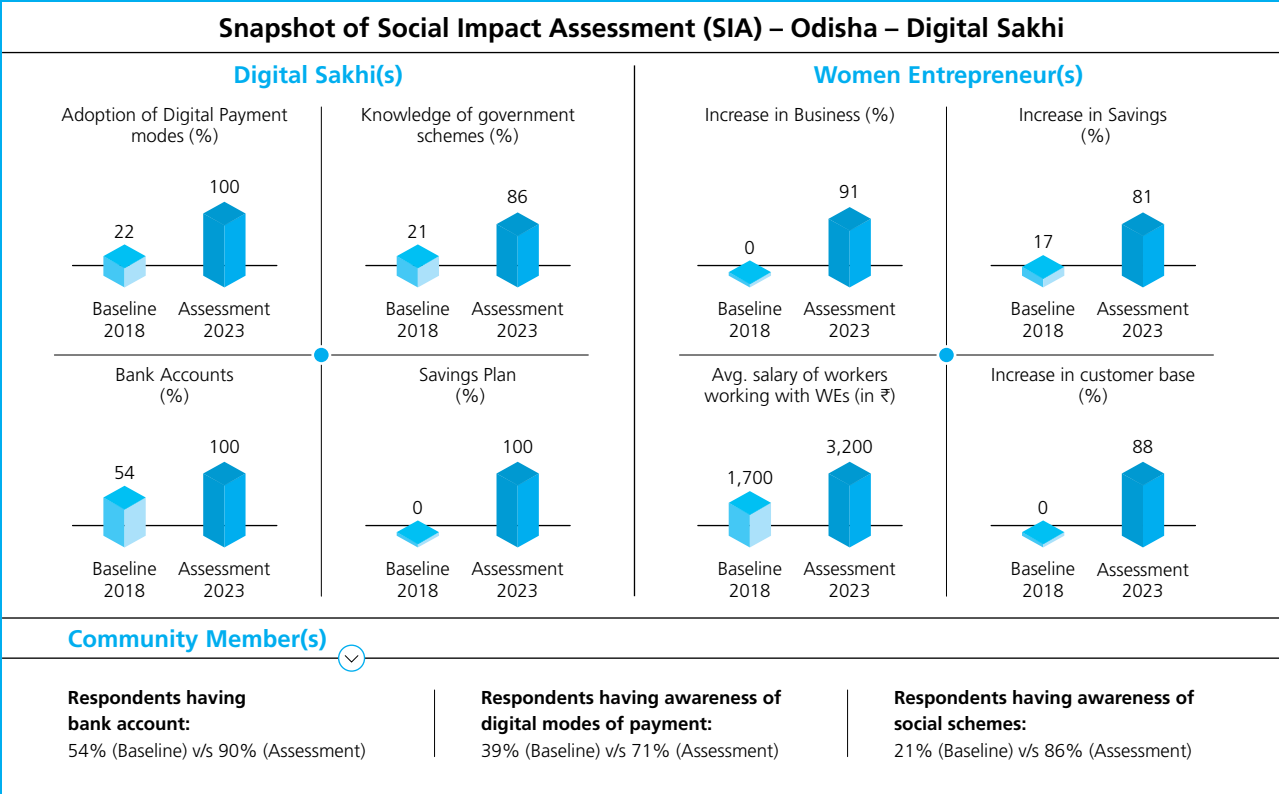 Snapshot of Social Impact Assessment (SIA) – Odisha – Digital Sakhi
Digital Sakhi(s)
Adoption of Digital Payment
modes (%)
22
100
Baseline
2018
Assessment
2023
Knowledge of government
schemes (%)
21
86
Baseline
2018
Assessment
2023
Bank Accounts
(%)
54
100
Baseline
2018
Assessment
2023
Savings Plan
(%)
0
100
Baseline
2018
Assessment
2023
Women Entrepreneur(s)
Increase in Business (%)
0
91
Baseline
2018
Assessment
2023
Increase in Savings
(%)
17
81
Baseline
2018
Assessment
2023
Avg. salary of workers
working with WEs (in ₹)
1,700
3,200
Baseline
2018
Assessment
2023
Increase in customer base
(%)
0
88
Baseline
2018
Assessment
2023
Community Member(s)
Respondents having
bank account:
54% (Baseline) v/s 90% (Assessment)
Respondents having awareness of
digital modes of payment:
39% (Baseline) v/s 71% (Assessment)
Respondents having awareness of
social schemes:
21% (Baseline) v/s 86% (Assessment)